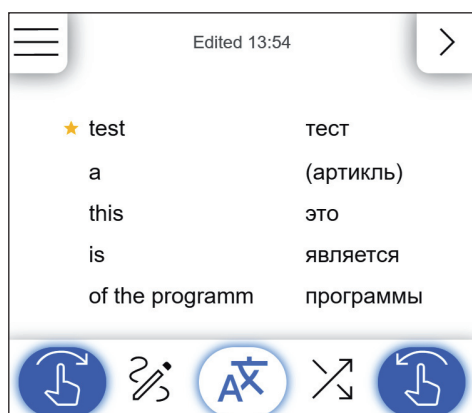 Edited 13:54
test тест
a (артикль)
this это
is является
of the programm программы